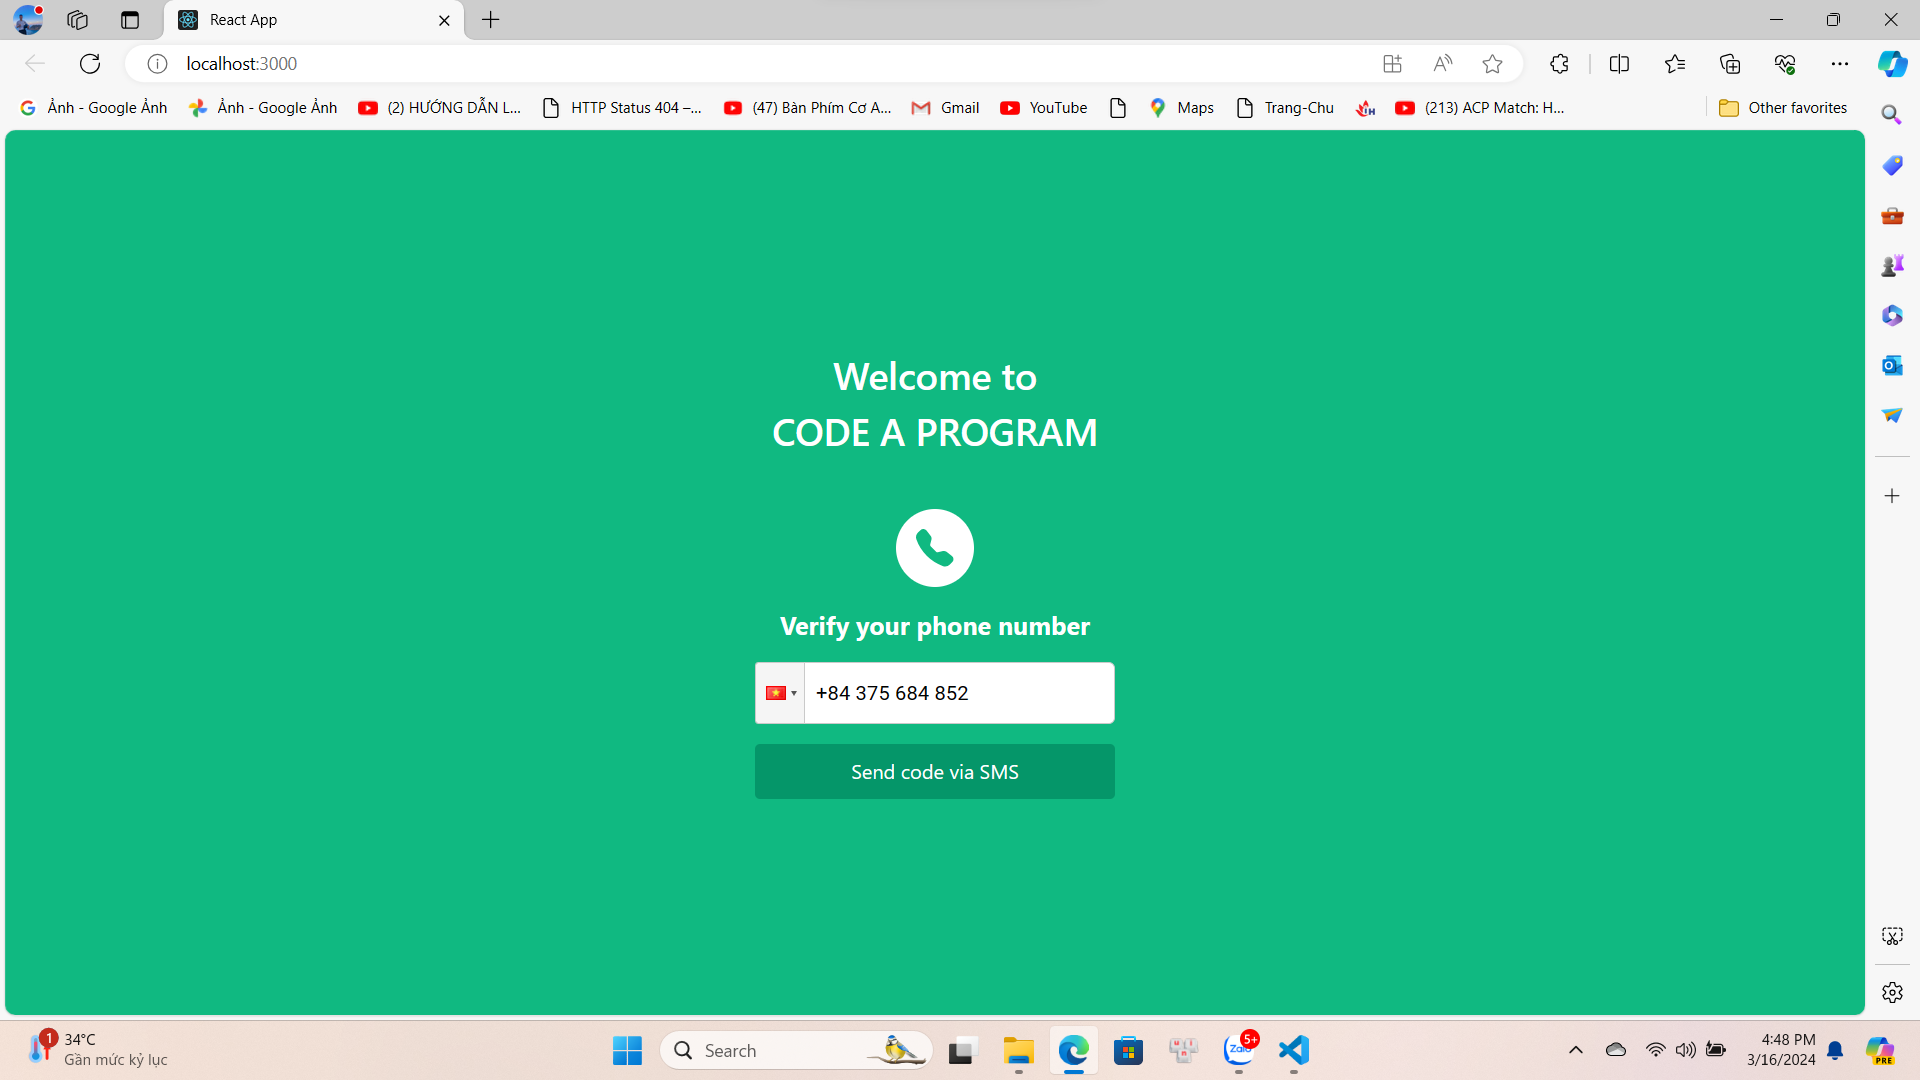 React App
localhost:3000
Ảnh - Google Ảnh
Ảnh - Google Ảnh
(2) HƯỚNG DẪN L...
HTTP Status 404 –...
(47) Bàn Phím Cơ A...
Gmail
YouTube
Maps
Trang-Chu
(213) ACP Match: H...
Other favorites
Welcome to
CODE A PROGRAM
Verify your phone number
+84 375 684 852
Send code via SMS
1
34°C
Gần mức kỷ lục
Search
Zalo
5+
4:48 PM
3/16/2024
PRE